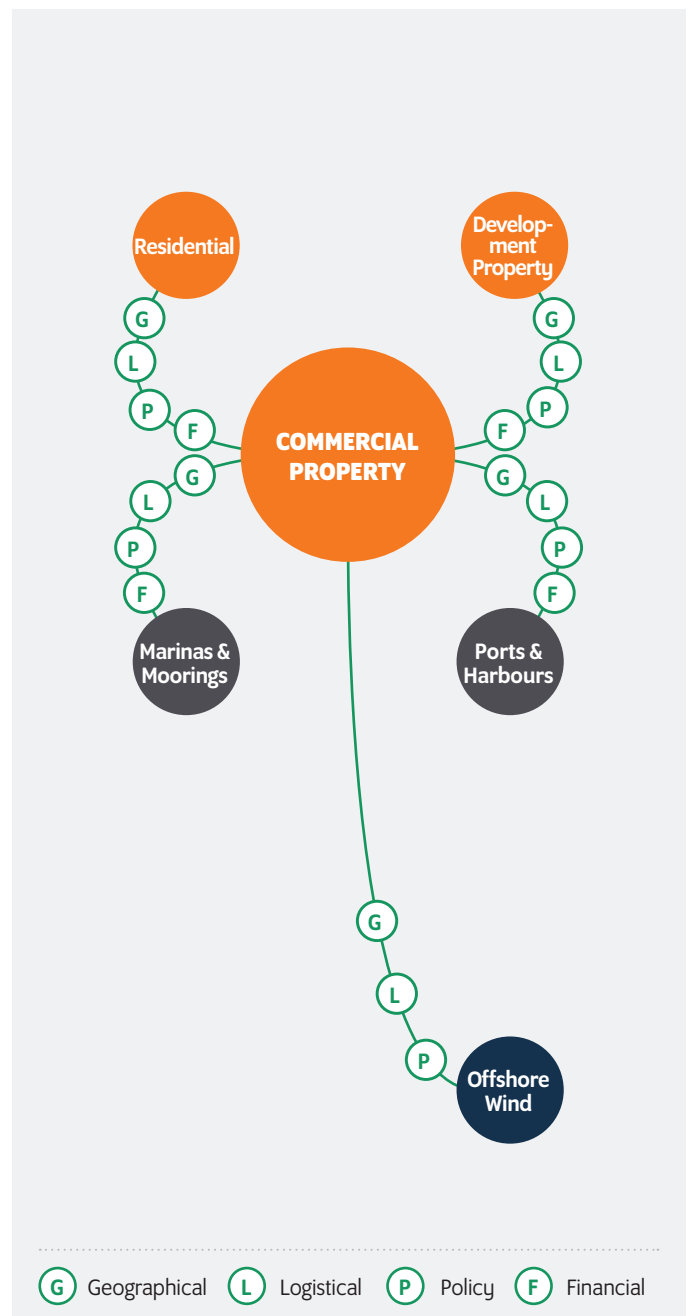 Residential
Develop-
ment
Property
G
L
P
F
G
L
P
F
COMMERCIAL
PROPERTY
G
L
P
F
G
L
P
F
Marinas &
Moorings
Ports &
Harbours
G
L
P
Offshore
Wind
G Geographical L Logistical P Policy F Financial